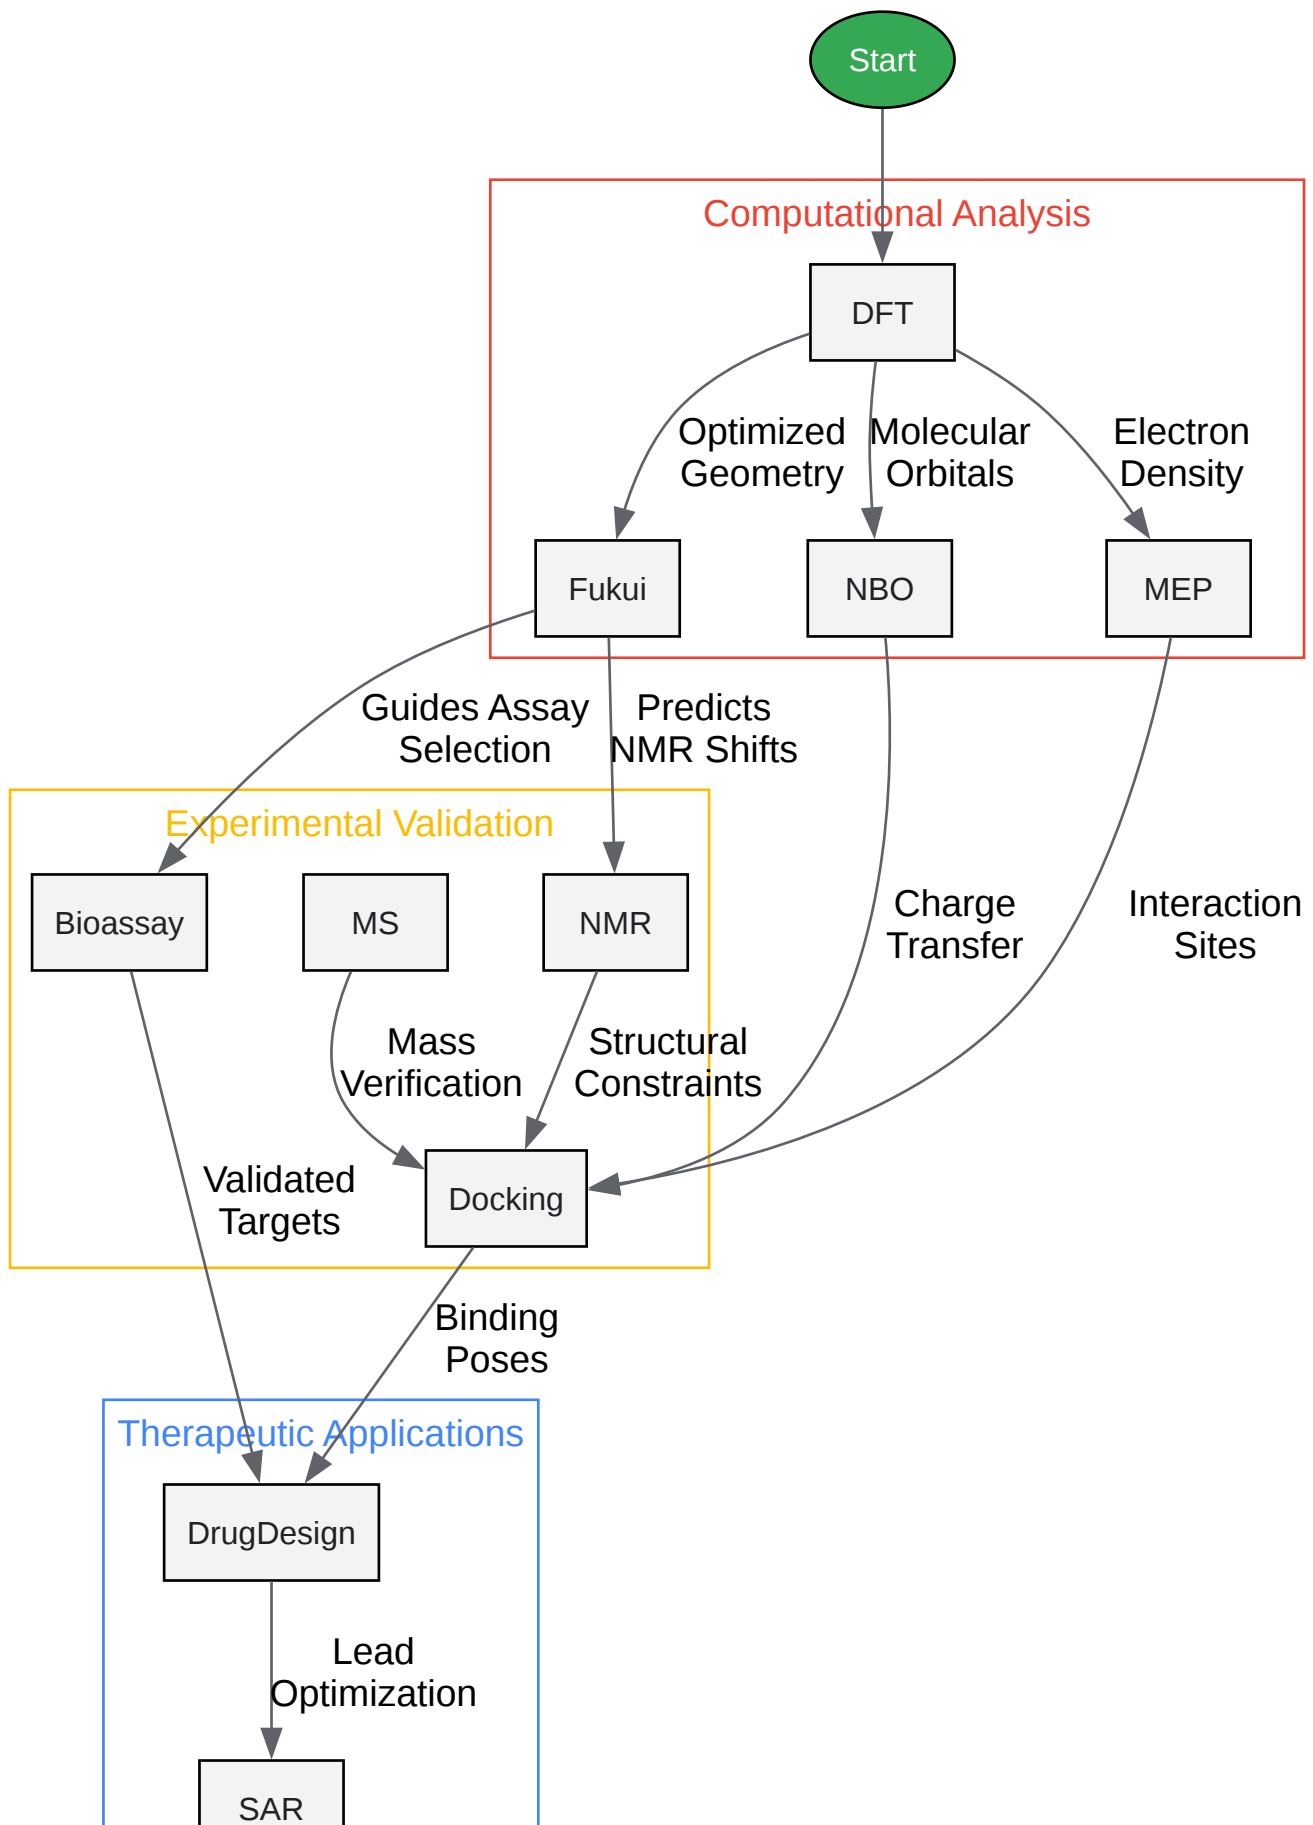 Start
Computational Analysis
DFT
Optimized
Geometry
Molecular
Orbitals
Electron
Density
Fukui
NBO
MEP
Guides Assay
Selection
Predicts
NMR Shifts
Experimental Validation
Bioassay
MS
NMR
Charge
Transfer
Interaction
Sites
Mass
Verification
Structural
Constraints
Validated
Targets
Docking
Binding
Poses
Therapeutic Applications
DrugDesign
Lead
Optimization
SAR